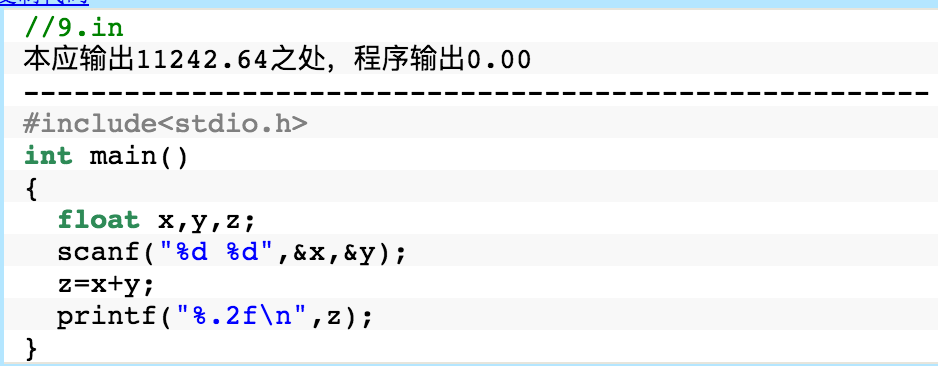 //9.in
本应输出11242.64之处，程序输出0.00
------------------------------------------------------
#include<stdio.h>
int main()
{
  float x,y,z;
  scanf("%d %d",&x,&y);
  z=x+y;
  printf("%.2f\n",z);
}